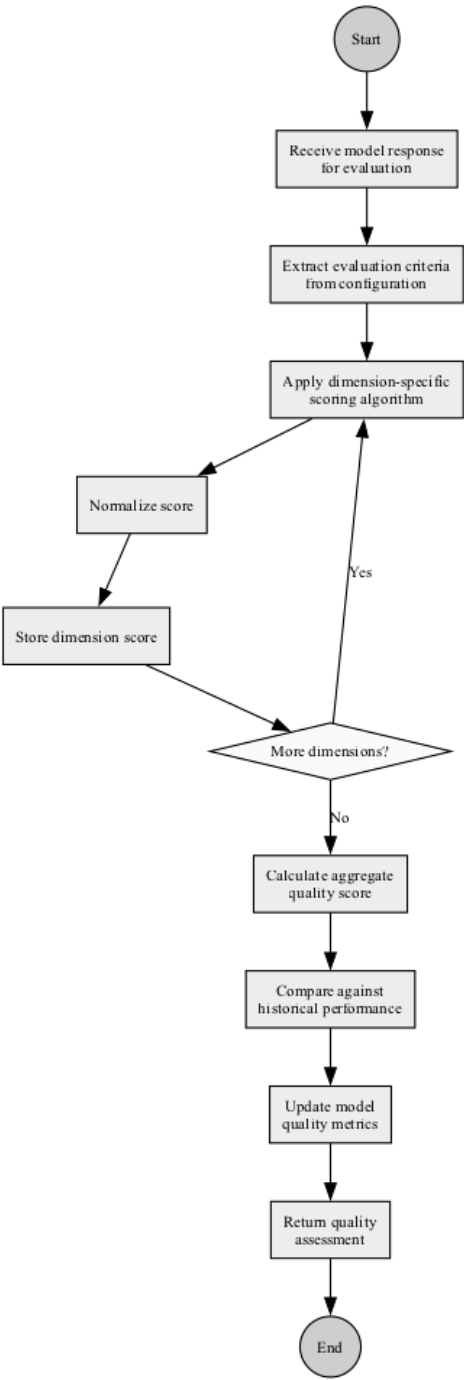 Start
Receive model response
for evaluation
Extract evaluation criteria
from configuration
Apply dimension-specific
scoring algorithm
Normalize score
Yes
Store dimension score
More dimensions?
No
Calculate aggregate
quality score
Compare against
historical performance
Update model
quality metrics
Return quality
assessment
End